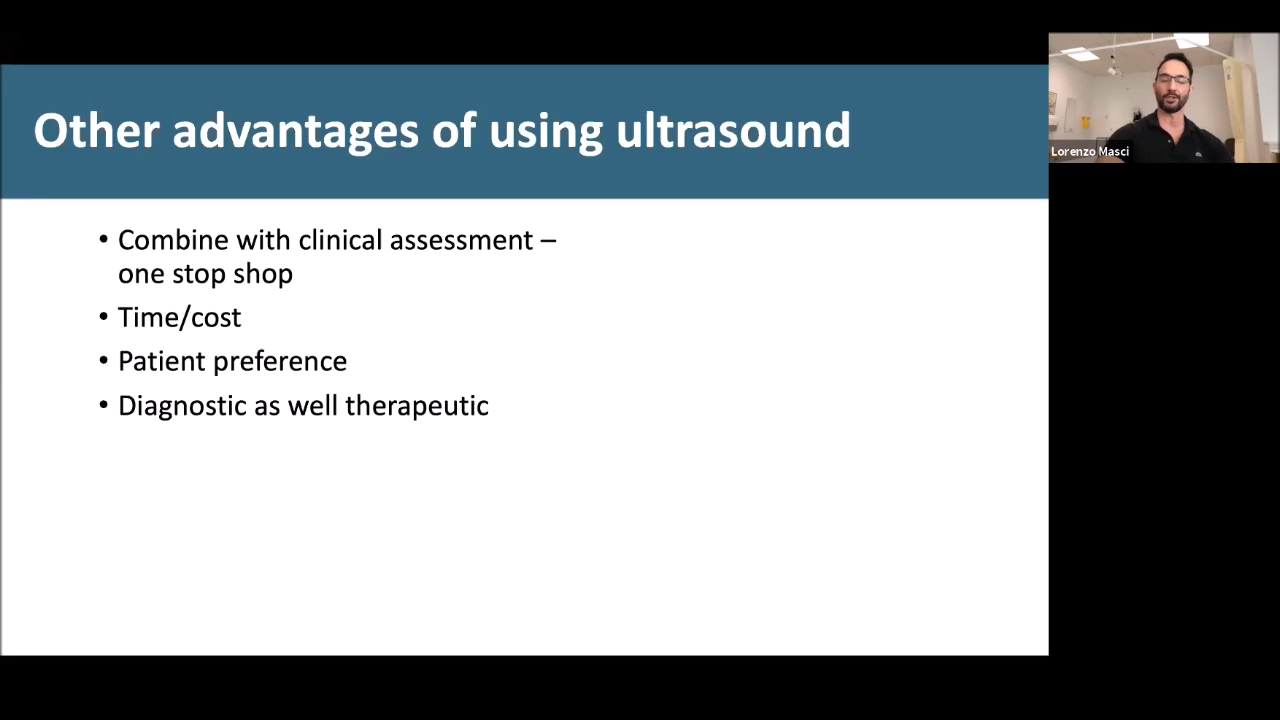 Other advantages of using ultrasound
• Combine with clinical assessment –
one stop shop
• Time/cost
• Patient preference
• Diagnostic as well therapeutic
Lorenzo Masci